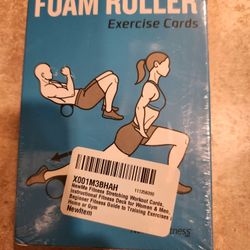 FOAM ROLLER
Exercise Cards
X001M3BHAH
NewMe Fitness Stretching Workout Cards,
Instructional Fitness Deck for Women & Men,
Beginner Fitness Guide to Training Exercises
Home or Gym
NewItem